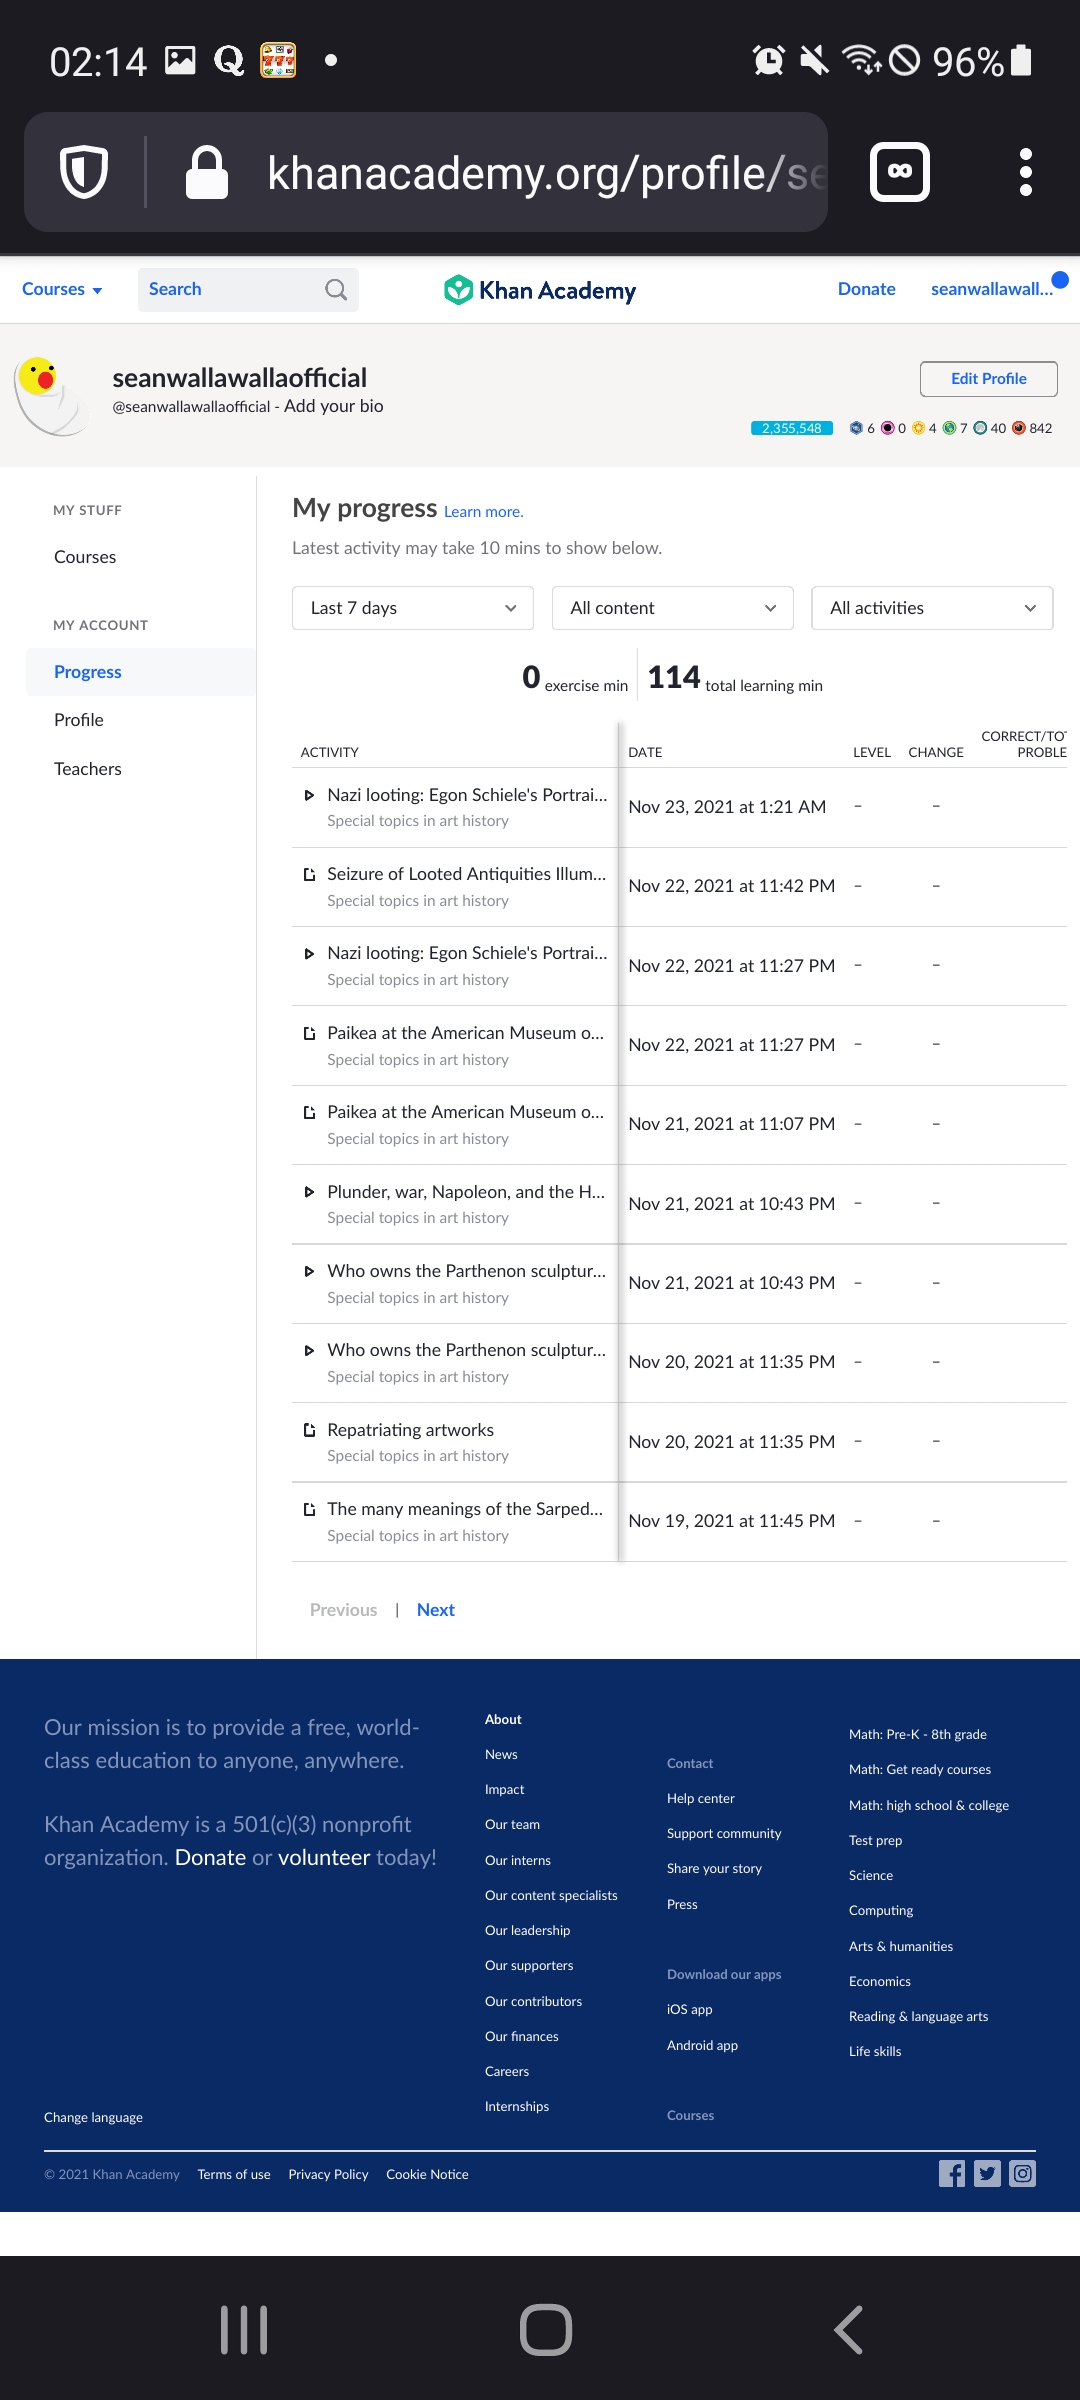 02:14
96%
khanacademy.org/profile/se
Courses
Search
Khan Academy
Donate
seanwallawall...
seanwallawallaofficial
@seanwallawallaofficial - Add your bio
Edit Profile
2,355,548 6 0 4 7 40 842
MY STUFF
Courses
MY ACCOUNT
Progress
Profile
Teachers
My progress Learn more.
Latest activity may take 10 mins to show below.
Last 7 days
All content
All activities
0 exercise min
114 total learning min
ACTIVITY DATE LEVEL CHANGE CORRECT/TOT
PROBLE
Nazi looting: Egon Schiele's Portrai...
Special topics in art history
Nov 23, 2021 at 1:21 AM – –
Seizure of Looted Antiquities Illum...
Special topics in art history
Nov 22, 2021 at 11:42 PM – –
Nazi looting: Egon Schiele's Portrai...
Special topics in art history
Nov 22, 2021 at 11:27 PM – –
Paikea at the American Museum o...
Special topics in art history
Nov 22, 2021 at 11:27 PM – –
Paikea at the American Museum o...
Special topics in art history
Nov 21, 2021 at 11:07 PM – –
Plunder, war, Napoleon, and the H...
Special topics in art history
Nov 21, 2021 at 10:43 PM – –
Who owns the Parthenon sculptur...
Special topics in art history
Nov 21, 2021 at 10:43 PM – –
Who owns the Parthenon sculptur...
Special topics in art history
Nov 20, 2021 at 11:35 PM – –
Repatriating artworks
Special topics in art history
Nov 20, 2021 at 11:35 PM – –
The many meanings of the Sarped...
Special topics in art history
Nov 19, 2021 at 11:45 PM – –
Previous | Next
Our mission is to provide a free, world-
class education to anyone, anywhere.
Khan Academy is a 501(c)(3) nonprofit
organization. Donate or volunteer today!
About
News
Impact
Our team
Our interns
Our content specialists
Our leadership
Our supporters
Our contributors
Our finances
Careers
Internships
Contact
Help center
Support community
Share your story
Press
Download our apps
iOS app
Android app
Courses
Math: Pre-K - 8th grade
Math: Get ready courses
Math: high school & college
Test prep
Science
Computing
Arts & humanities
Economics
Reading & language arts
Life skills
Change language
© 2021 Khan Academy Terms of use Privacy Policy Cookie Notice